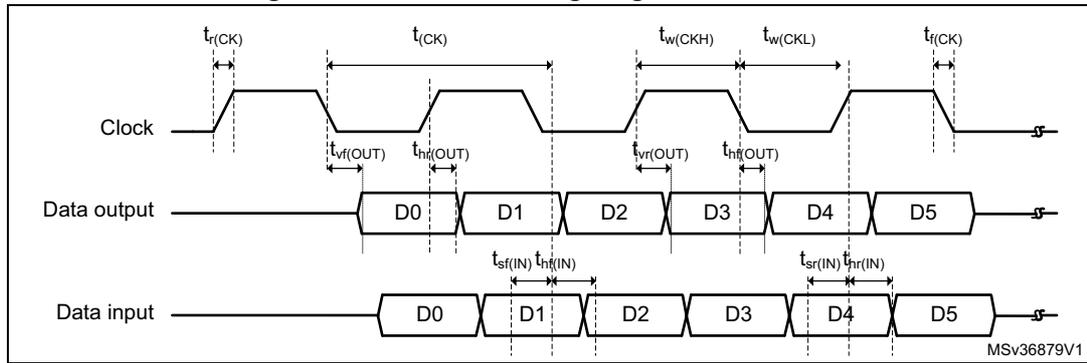 t_r(CK) t_(CK) t_w(CKH) t_w(CKL) t_f(CK)
Clock
t_vf(OUT) t_hr(OUT) t_vr(OUT) t_hf(OUT)
Data output D0 D1 D2 D3 D4 D5
t_sf(IN) t_hf(IN) t_sr(IN) t_hr(IN)
Data input D0 D1 D2 D3 D4 D5
MSv36879V1